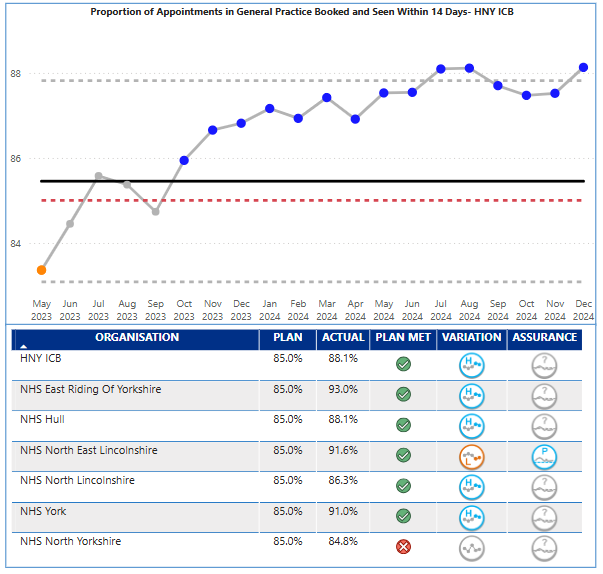 Proportion of Appointments in General Practice Booked and Seen Within 14 Days- HNY ICB
88
86
84
May Jun Jul Aug Sep Oct Nov Dec Jan Feb Mar Apr May Jun Jul Aug Sep Oct Nov Dec
2023 2023 2023 2023 2023 2023 2023 2023 2024 2024 2024 2024 2024 2024 2024 2024 2024 2024 2024 2024
ORGANISATION PLAN ACTUAL PLAN MET VARIATION ASSURANCE
HNY ICB 85.0% 88.1% H ?
NHS East Riding Of Yorkshire 85.0% 93.0% H ?
NHS Hull 85.0% 88.1% H ?
NHS North East Lincolnshire 85.0% 91.6% L P
NHS North Lincolnshire 85.0% 86.3% H ?
NHS York 85.0% 91.0% H ?
NHS North Yorkshire 85.0% 84.8% ?